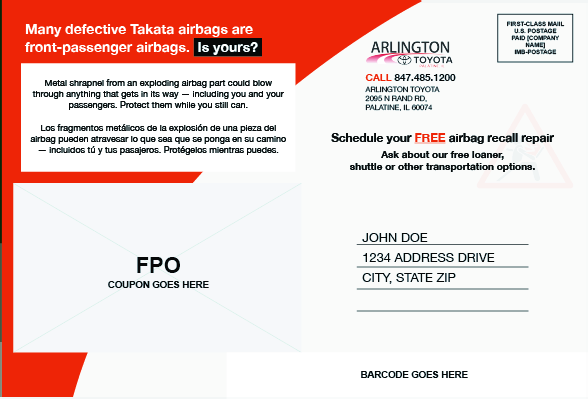 Many defective Takata airbags are
front-passenger airbags. Is yours?
Metal shrapnel from an exploding airbag part could blow
through anything that gets in its way — including you and your
passengers. Protect them while you still can.
Los fragmentos metálicos de la explosión de una pieza del
airbag pueden atravesar lo que sea que se ponga en su camino
— incluidos tú y tus pasajeros. Protégelos mientras puedes.
FPO
COUPON GOES HERE
ARLINGTON
TOYOTA
PALATINE, IL
CALL 847.485.1200
ARLINGTON TOYOTA
2095 N RAND RD,
PALATINE, IL 60074
FIRST-CLASS MAIL
U.S. POSTAGE
PAID [COMPANY
NAME]
IMB-POSTAGE
Schedule your FREE airbag recall repair
Ask about our free loaner,
shuttle or other transportation options.
JOHN DOE
1234 ADDRESS DRIVE
CITY, STATE ZIP
BARCODE GOES HERE